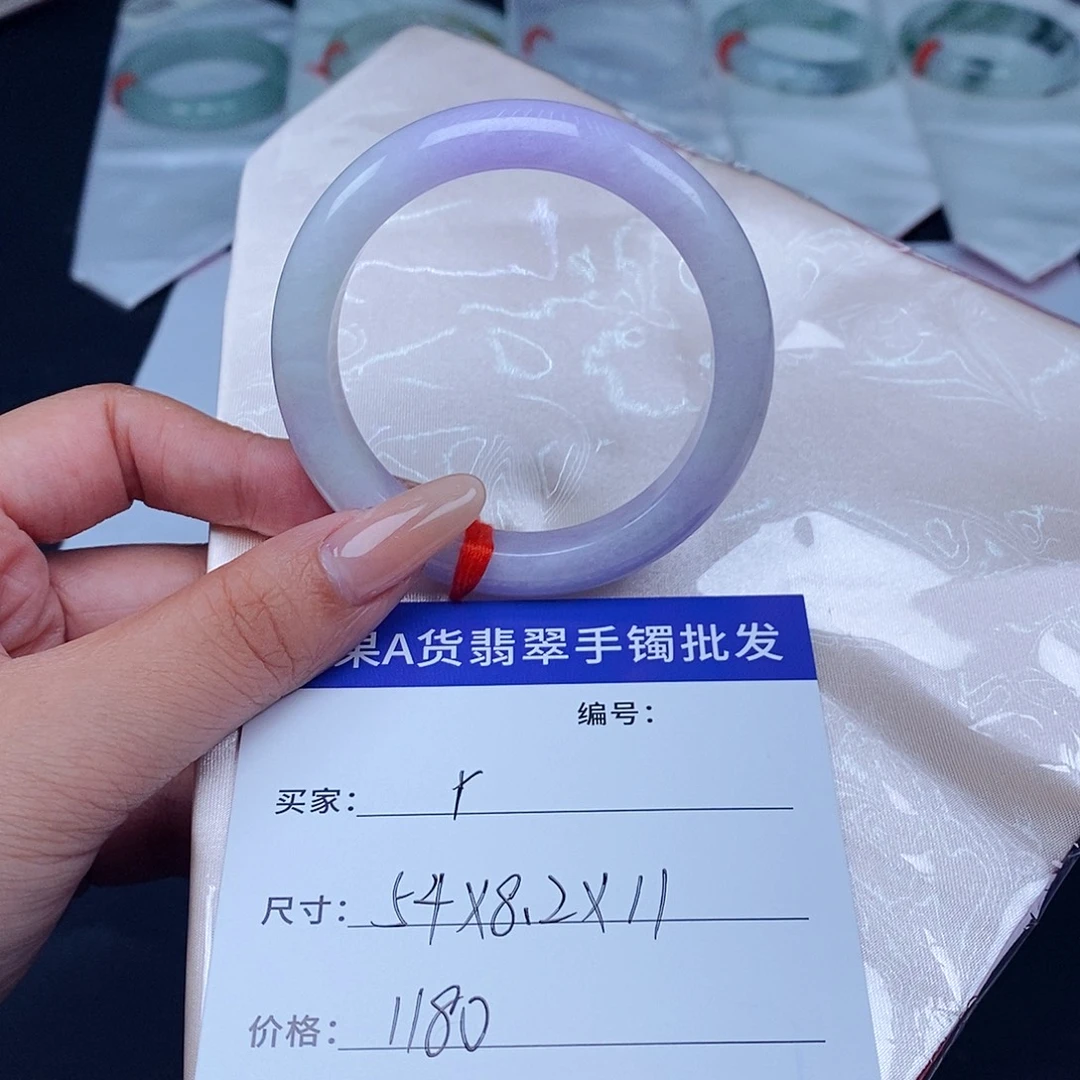 果A货翡翠手镯批发
编号：
买家： Y
尺寸： 54X8.2X11
价格： 1180